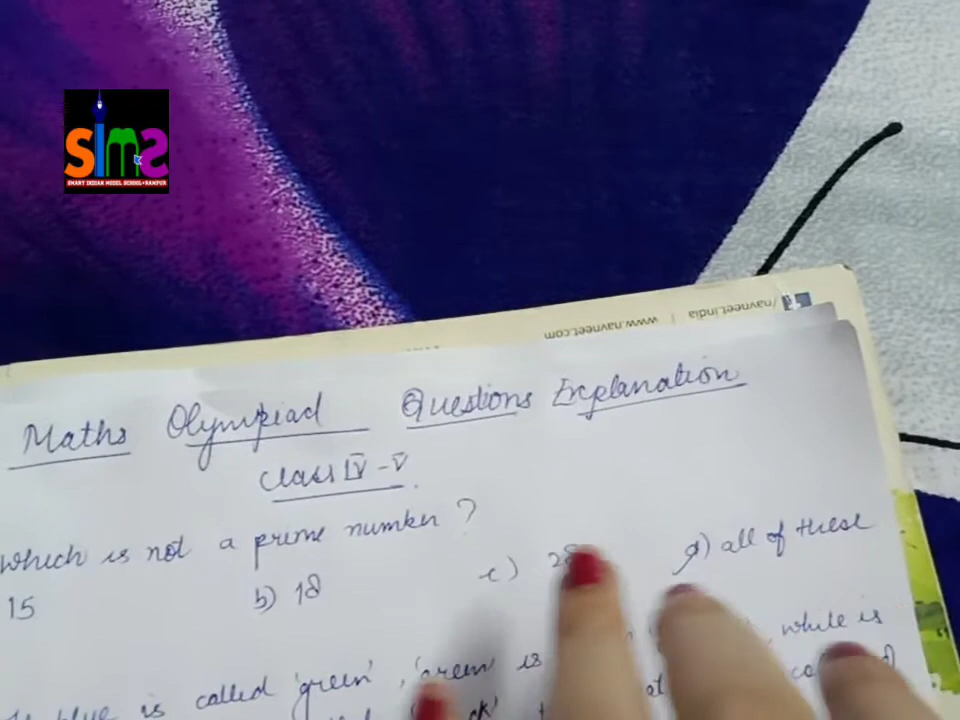 SIMS
SMART INDIAN MODEL SCHOOL RAMPUR
www.navneet.com | /navneet.india
Maths Olympiad Questions Explanation
Class IV-V
Which is not a prime number ?
15 b) 18 c) d) all of these
blue is called 'green', 'green' is while is